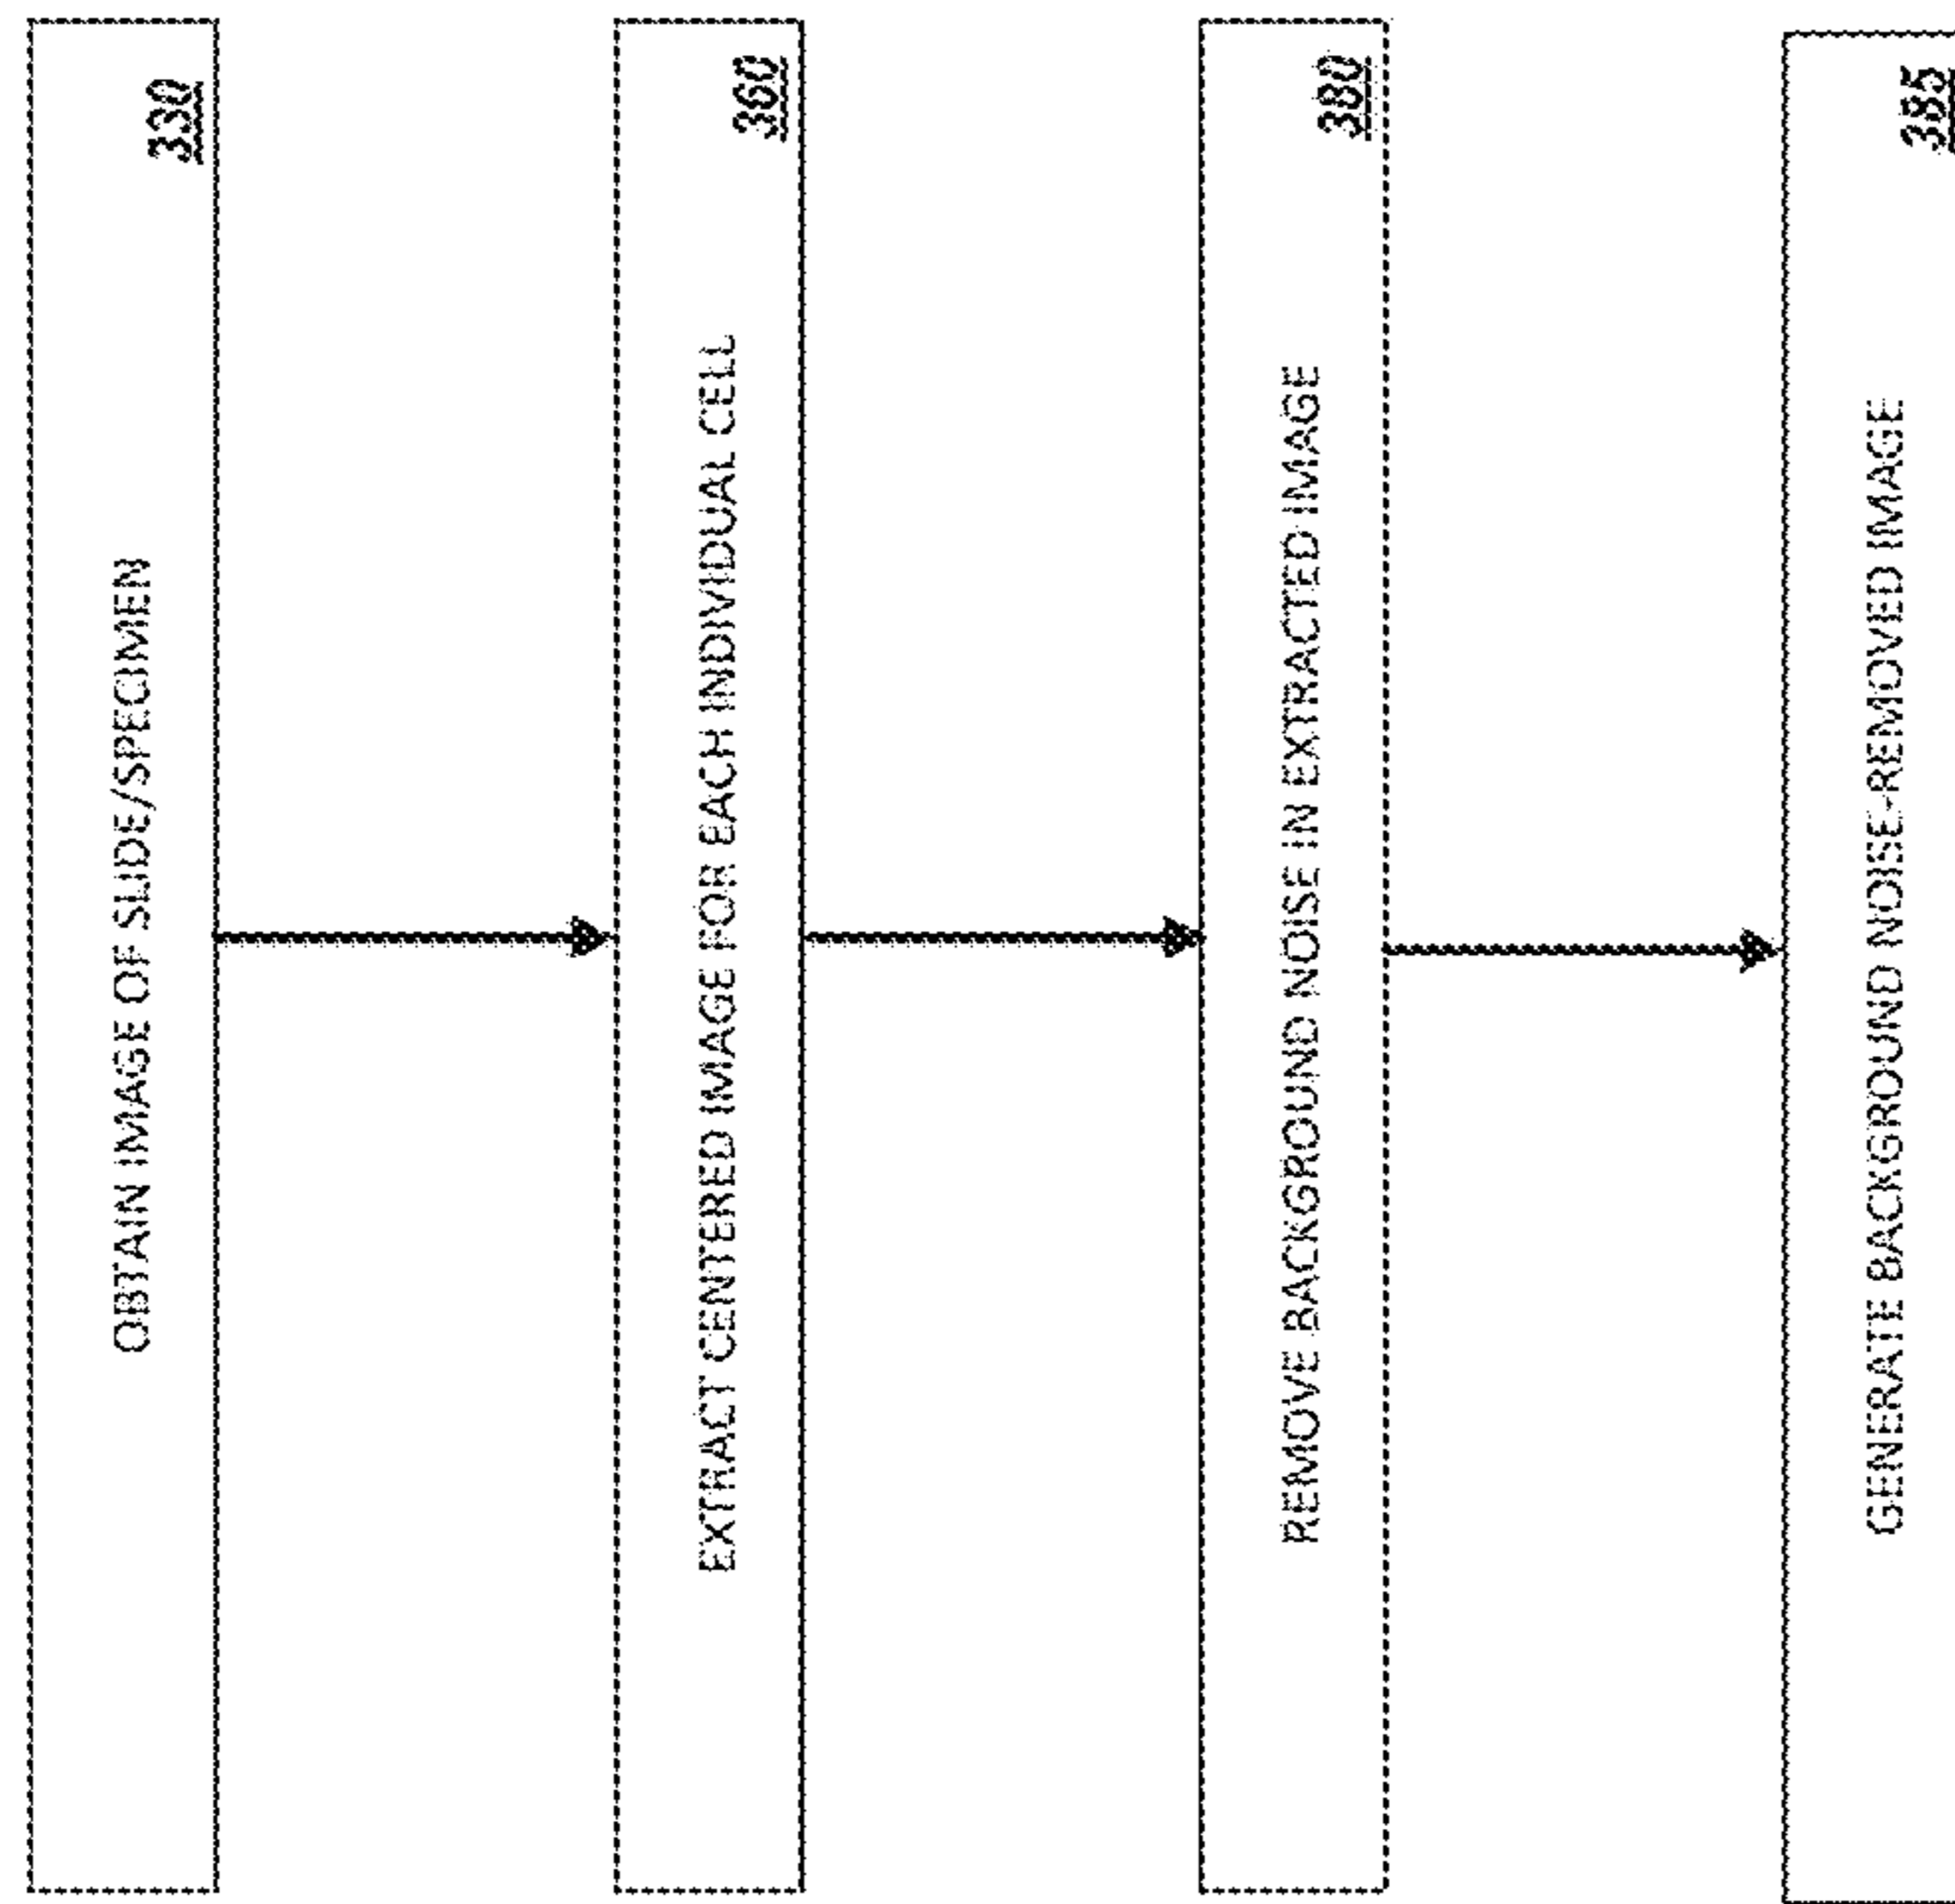 OBTAIN IMAGE OF SLIDE/SPECIMEN
330
EXTRACT CENTERED IMAGE FOR EACH INDIVIDUAL CELL
360
REMOVE BACKGROUND NOISE IN EXTRACTED IMAGE
380
GENERATE BACKGROUND NOISE-REMOVED IMAGE
385